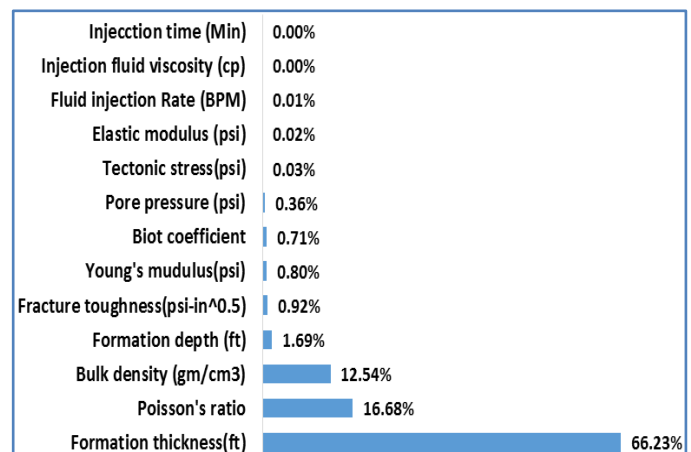 Injecction time (Min) 0.00%
Injection fluid viscosity (cp) 0.00%
Fluid injection Rate (BPM) 0.01%
Elastic modulus (psi) 0.02%
Tectonic stress(psi) 0.03%
Pore pressure (psi) 0.36%
Biot coefficient 0.71%
Young's mudulus(psi) 0.80%
Fracture toughness(psi-in^0.5) 0.92%
Formation depth (ft) 1.69%
Bulk density (gm/cm3) 12.54%
Poisson's ratio 16.68%
Formation thickness(ft) 66.23%